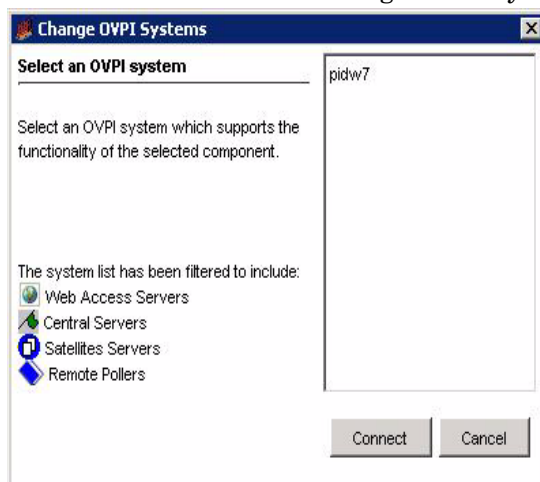 Change OVPI Systems
Select an OVPI system
pidw7
Select an OVPI system which supports the
functionality of the selected component.
The system list has been filtered to include:
Web Access Servers
Central Servers
Satellites Servers
Remote Pollers
Connect
Cancel